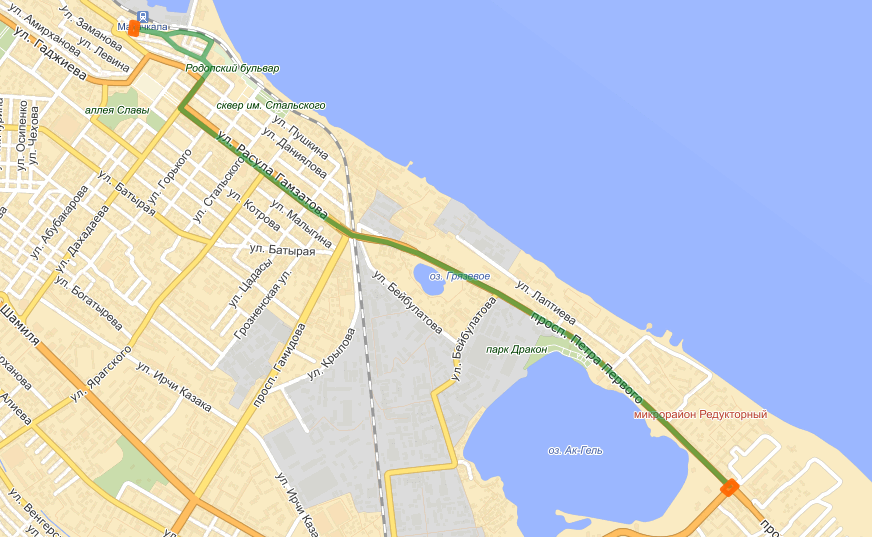 ул. Заманова
Махачкала
ул. Амирханова
ул. Левина
ул. Гаджиева
Родопский бульвар
аллея Славы
сквер им. Стальского
ул. Пушкина
ул. Даниялова
ул. Осипенко
ул. Чехова
ул. Расула Гамзатова
ул. Горького
ул. Стальского
ул. Батырая
ул. Абубакарова
ул. Дахадаева
ул. Котрова
ул. Малыгина
ул. Батырая
ул. Цадасы
Грозненская ул.
ул. Богатырева
оз. Грязевое
ул. Лаптиева
ул. Бейбулатова
ул. Бейбулатова
просп. Петра Первого
парк Дракон
Шамиля
ул. Крылова
просп. Гамидова
ул. Ярагского
ул. Ирчи Казака
рханова
Алиева
микрорайон Редукторный
оз. Ак-Гель
ул. Ирчи Каза
ул. Венгерс
про